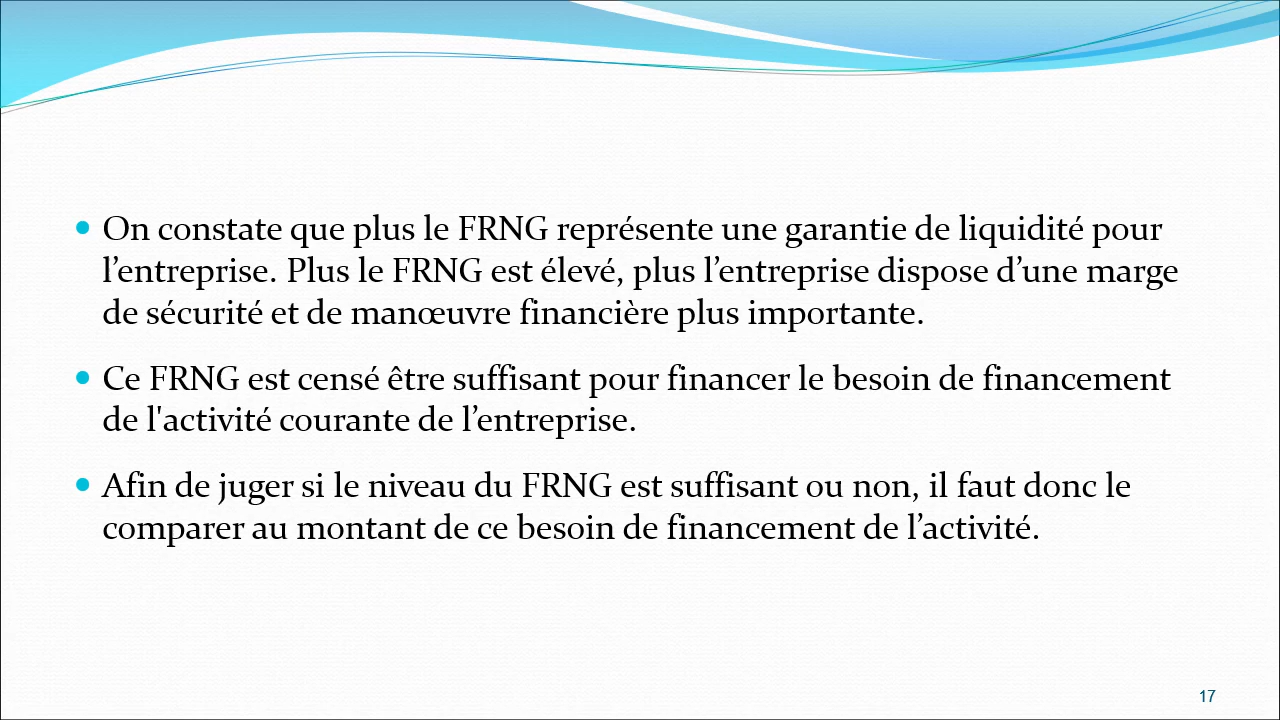 • On constate que plus le FRNG représente une garantie de liquidité pour
l’entreprise. Plus le FRNG est élevé, plus l’entreprise dispose d’une marge
de sécurité et de manœuvre financière plus importante.
• Ce FRNG est censé être suffisant pour financer le besoin de financement
de l'activité courante de l’entreprise.
• Afin de juger si le niveau du FRNG est suffisant ou non, il faut donc le
comparer au montant de ce besoin de financement de l’activité.
17